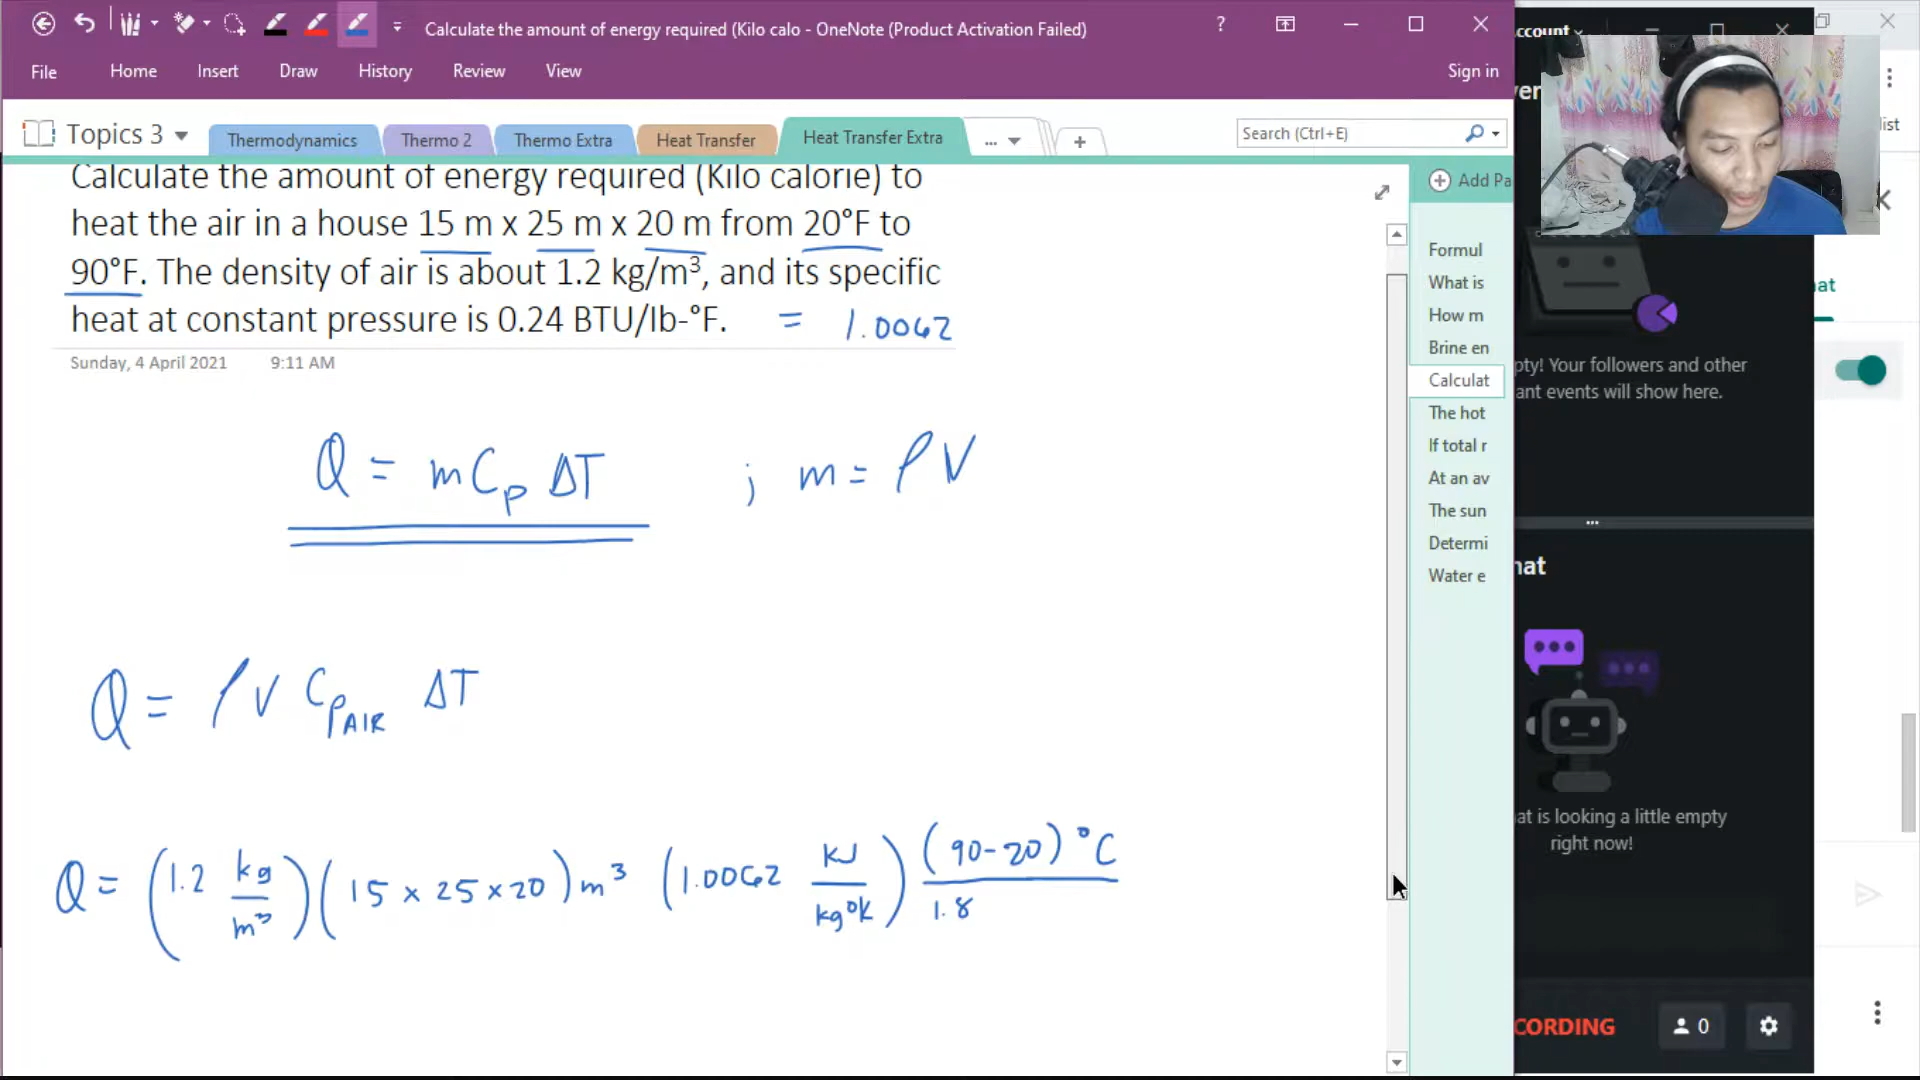 Calculate the amount of energy required (Kilo calo - OneNote (Product Activation Failed)
?
File Home Insert Draw History Review View Sign in
Topics 3 Thermodynamics Thermo 2 Thermo Extra Heat Transfer Heat Transfer Extra ... + Search (Ctrl+E)
Calculate the amount of energy required (Kilo calorie) to
heat the air in a house 15 m x 25 m x 20 m from 20°F to
90°F. The density of air is about 1.2 kg/m³, and its specific
heat at constant pressure is 0.24 BTU/lb-°F. = 1.0062
Sunday, 4 April 2021 9:11 AM
Q = mCp ΔT ; m = ρV
Q = ρV Cp AIR ΔT
Q = (1.2 kg/m³)(15 x 25 x 20)m³ (1.0062 kJ/kg°K) (90-20)°C/1.8
Add Pa
Formul
What is
How m
Brine en
Calculat
The hot
If total r
At an av
The sun
Determi
Water e
ccount
ver
list
at
pty! Your followers and other
ant events will show here.
hat
at is looking a little empty
right now!
CORDING 0